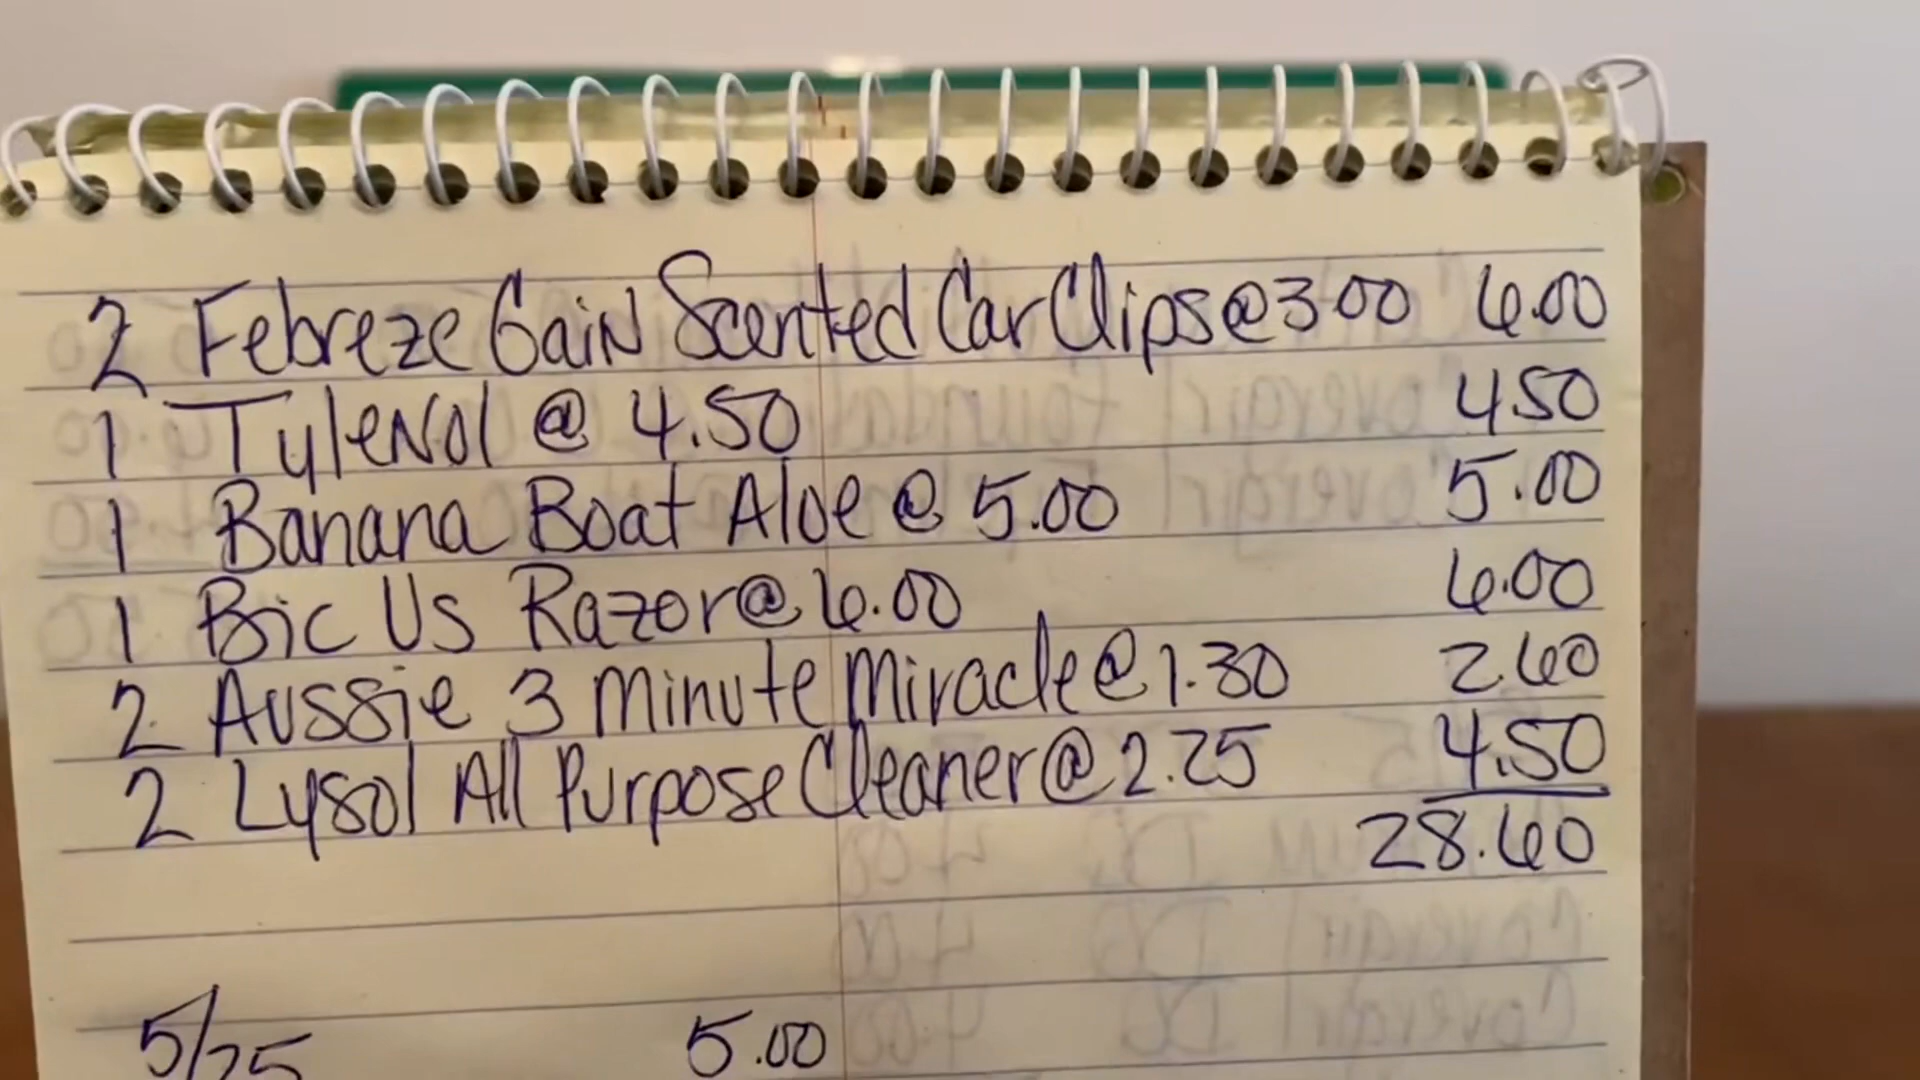 2 Febreze Gain Scented Car Clips @ 3.00 6.00
1 Tylenol @ 4.50 4.50
1 Banana Boat Aloe @ 5.00 5.00
1 Bic Us Razor @ 6.00 6.00
2 Aussie 3 Minute Miracle @ 1.30 2.60
2 Lysol All Purpose Cleaner @ 2.25 4.50
28.60
5/25 5.00